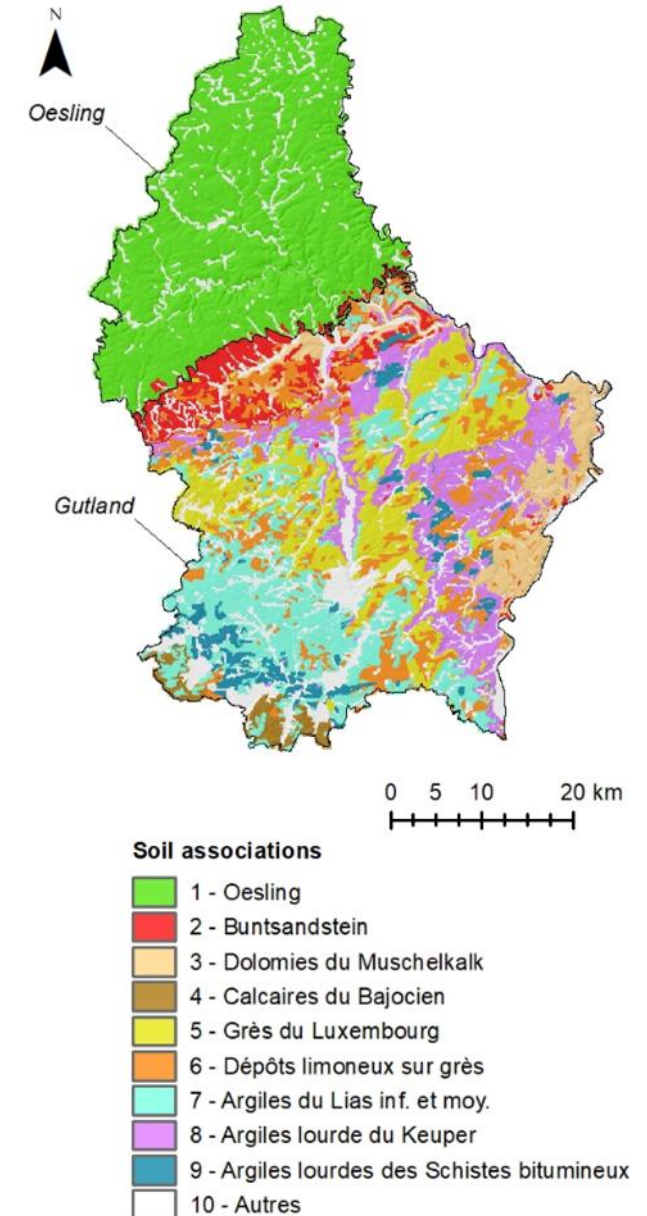 N
Oesling
Gutland
0 5 10 20 km
Soil associations
1 - Oesling
2 - Buntsandstein
3 - Dolomies du Muschelkalk
4 - Calcaires du Bajocien
5 - Grès du Luxembourg
6 - Dépôts limoneux sur grès
7 - Argiles du Lias inf. et moy.
8 - Argiles lourde du Keuper
9 - Argiles lourdes des Schistes bitumineux
10 - Autres